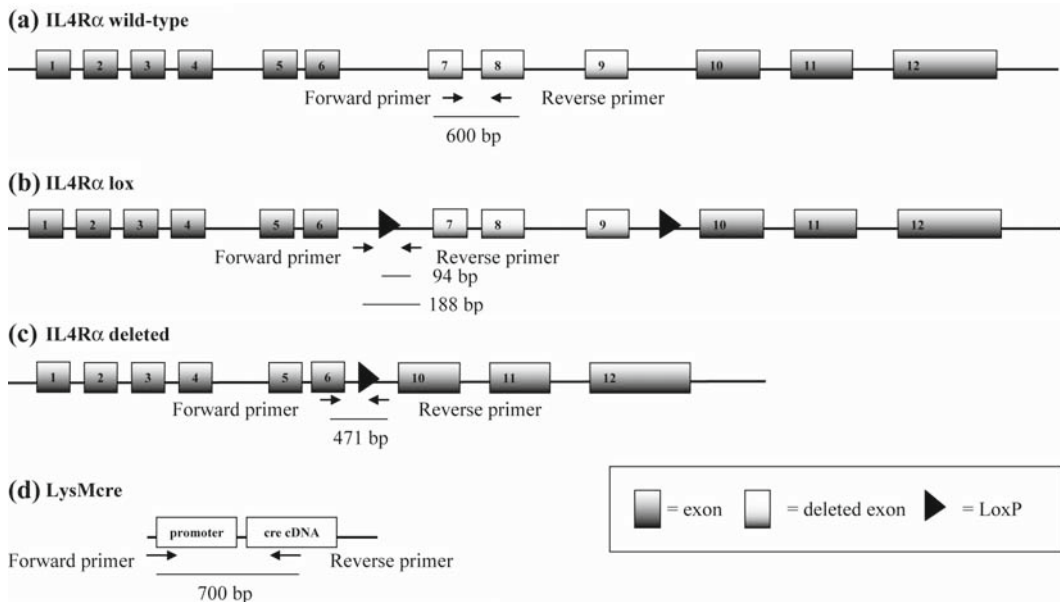 (a) IL4Rα wild-type
1 2 3 4 5 6 7 8 9 10 11 12
Forward primer Reverse primer
600 bp
(b) IL4Rα lox
1 2 3 4 5 6 7 8 9 10 11 12
Forward primer Reverse primer
94 bp
188 bp
(c) IL4Rα deleted
1 2 3 4 5 6 10 11 12
Forward primer Reverse primer
471 bp
(d) LysMcre
promoter cre cDNA
Forward primer Reverse primer
700 bp
= exon = deleted exon = LoxP